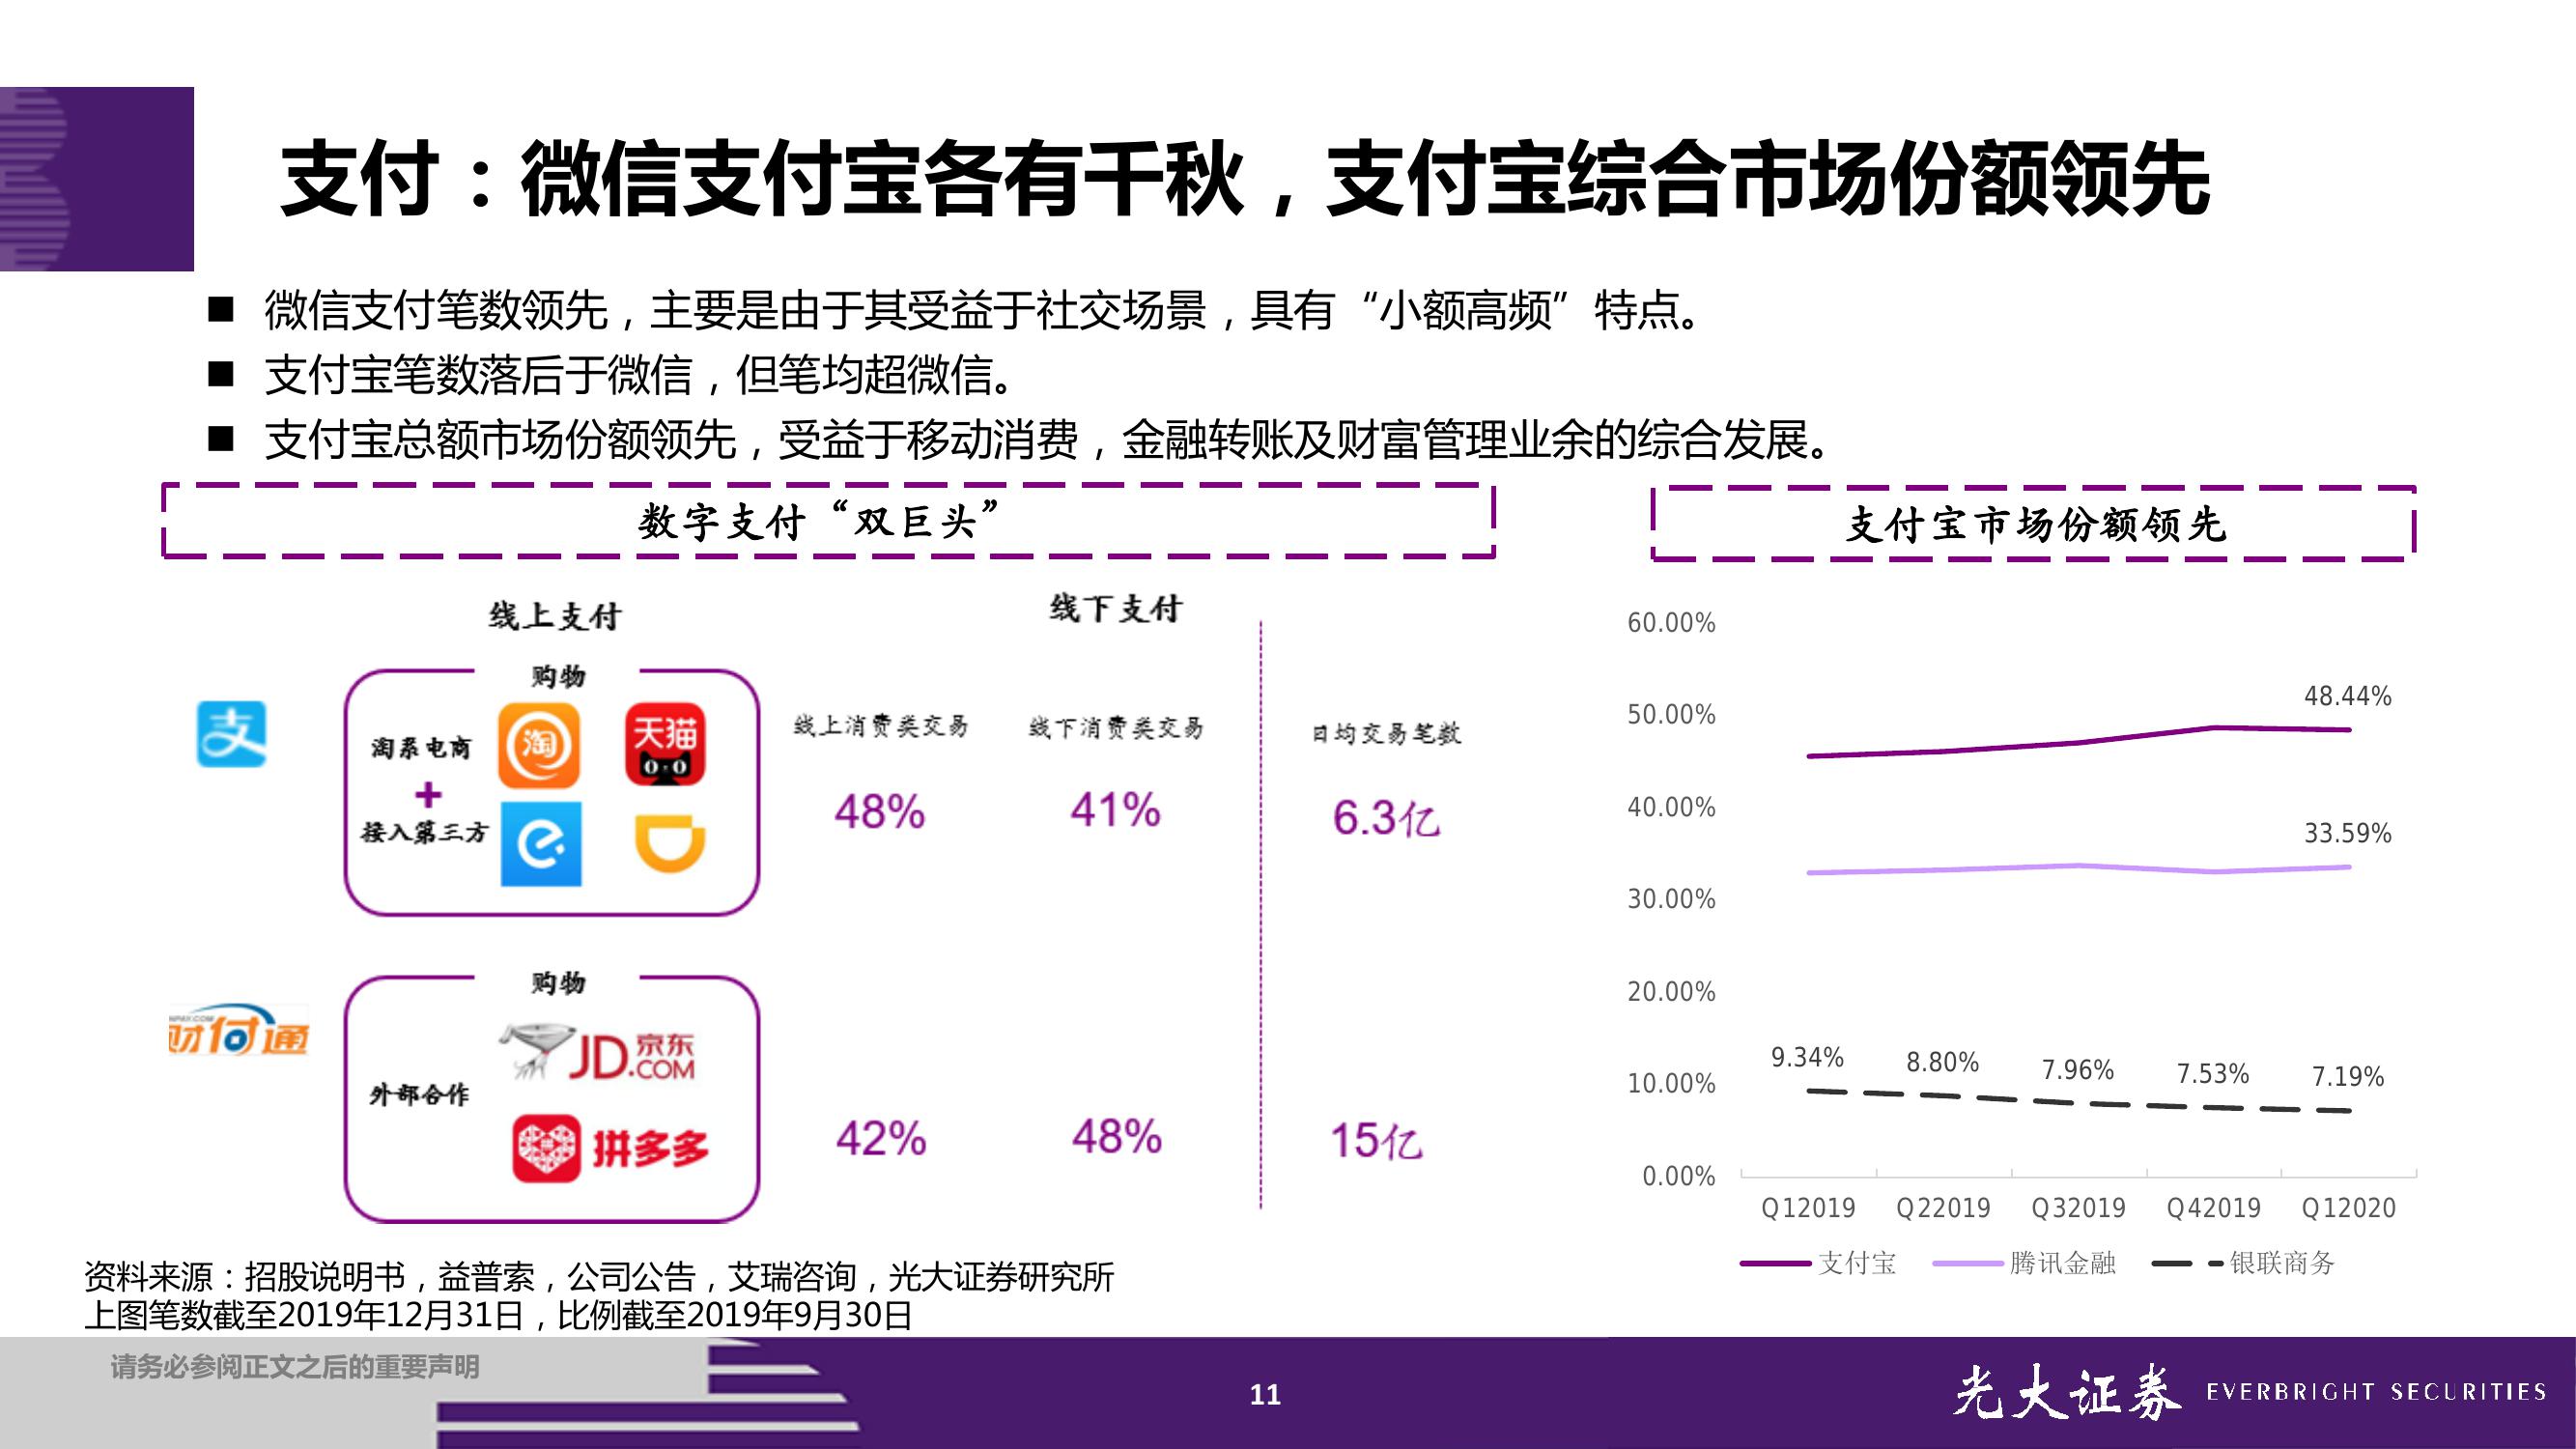 支付：微信支付宝各有千秋，支付宝综合市场份额领先
■ 微信支付笔数领先，主要是由于其受益于社交场景，具有“小额高频”特点。
■ 支付宝笔数落后于微信，但笔均超微信。
■ 支付宝总额市场份额领先，受益于移动消费，金融转账及财富管理业余的综合发展。
数字支付“双巨头”
线上支付
线下支付
购物
支
淘系电商
淘
天猫
+
接入第三方
线上消费类交易
线下消费类交易
日均交易笔数
48%
41%
6.3亿
购物
财付通
JD.COM 京东
外部合作
拼多多
42%
48%
15亿
支付宝市场份额领先
60.00%
50.00%
40.00%
30.00%
20.00%
10.00%
0.00%
48.44%
33.59%
9.34% 8.80% 7.96% 7.53% 7.19%
Q12019 Q22019 Q32019 Q42019 Q12020
支付宝 腾讯金融 银联商务
资料来源：招股说明书，益普索，公司公告，艾瑞咨询，光大证券研究所
上图笔数截至2019年12月31日，比例截至2019年9月30日
请务必参阅正文之后的重要声明
11
光大证券 EVERBRIGHT SECURITIES